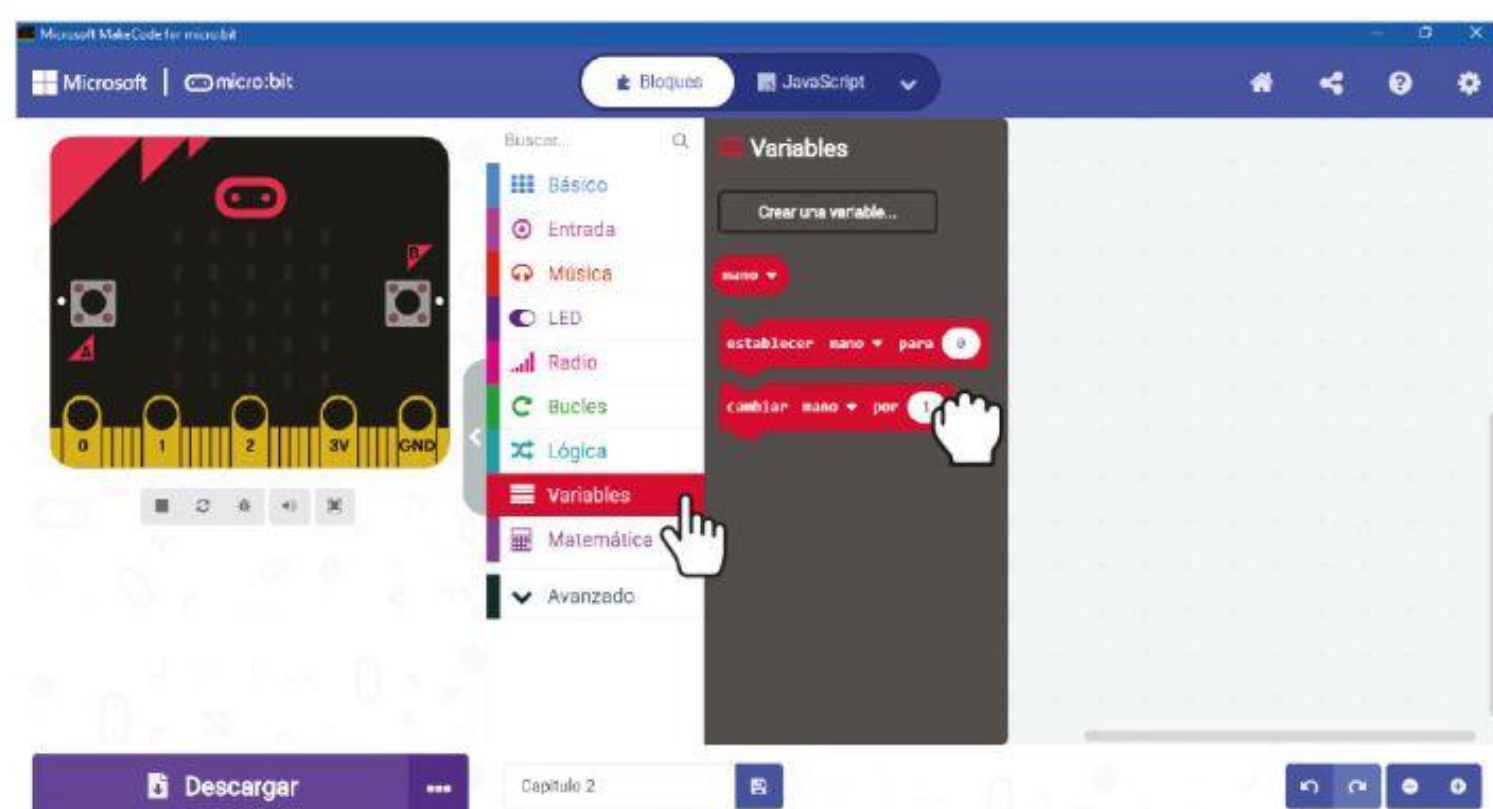 Microsoft MakeCode for micro:bit
Microsoft | micro:bit
Bloques
JavaScript
Buscar...
Básico
Entrada
Música
LED
Radio
Bucles
Lógica
Variables
Matemática
Avanzado
Variables
Crear una variable...
mano
establecer mano para 0
cambiar mano por 1
B
A
0 1 2 3V GND
Descargar
...
Capitulo 2